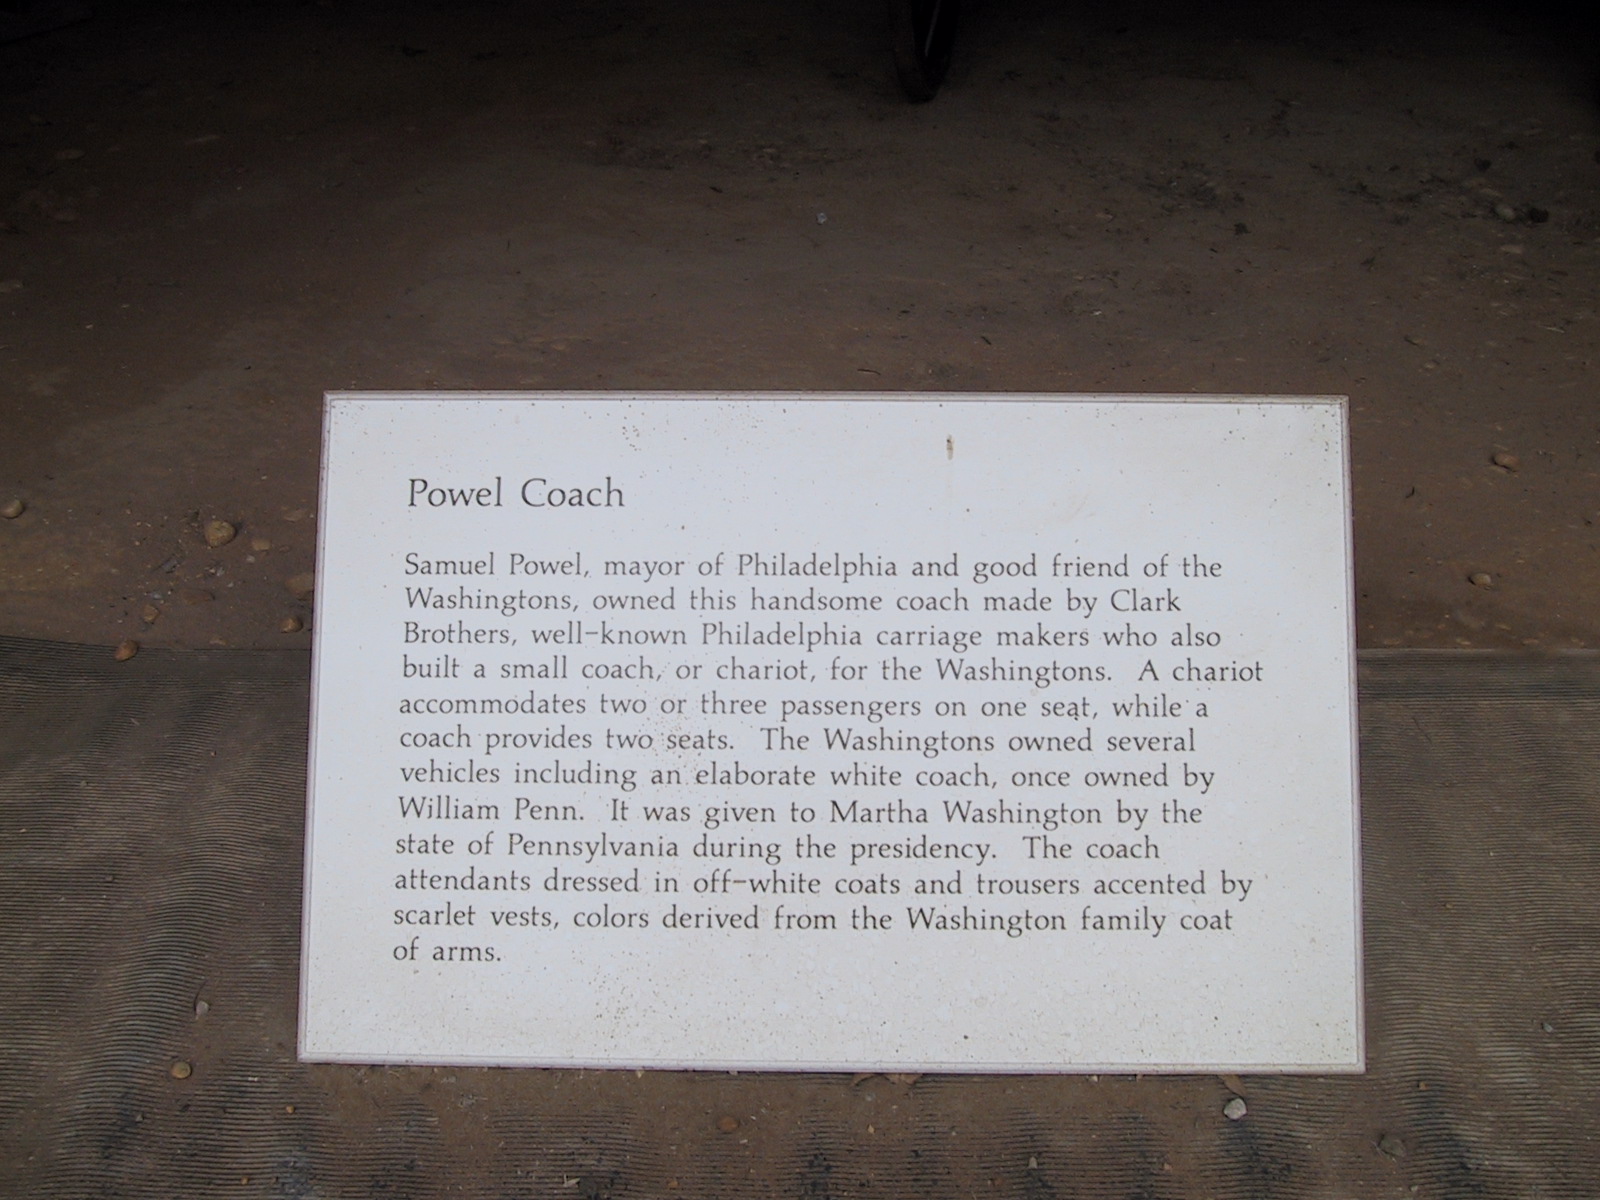 Powel Coach
Samuel Powel, mayor of Philadelphia and good friend of the
Washingtons, owned this handsome coach made by Clark
Brothers, well-known Philadelphia carriage makers who also
built a small coach, or chariot, for the Washingtons. A chariot
accommodates two or three passengers on one seat, while a
coach provides two seats. The Washingtons owned several
vehicles including an elaborate white coach, once owned by
William Penn. It was given to Martha Washington by the
state of Pennsylvania during the presidency. The coach
attendants dressed in off-white coats and trousers accented by
scarlet vests, colors derived from the Washington family coat
of arms.